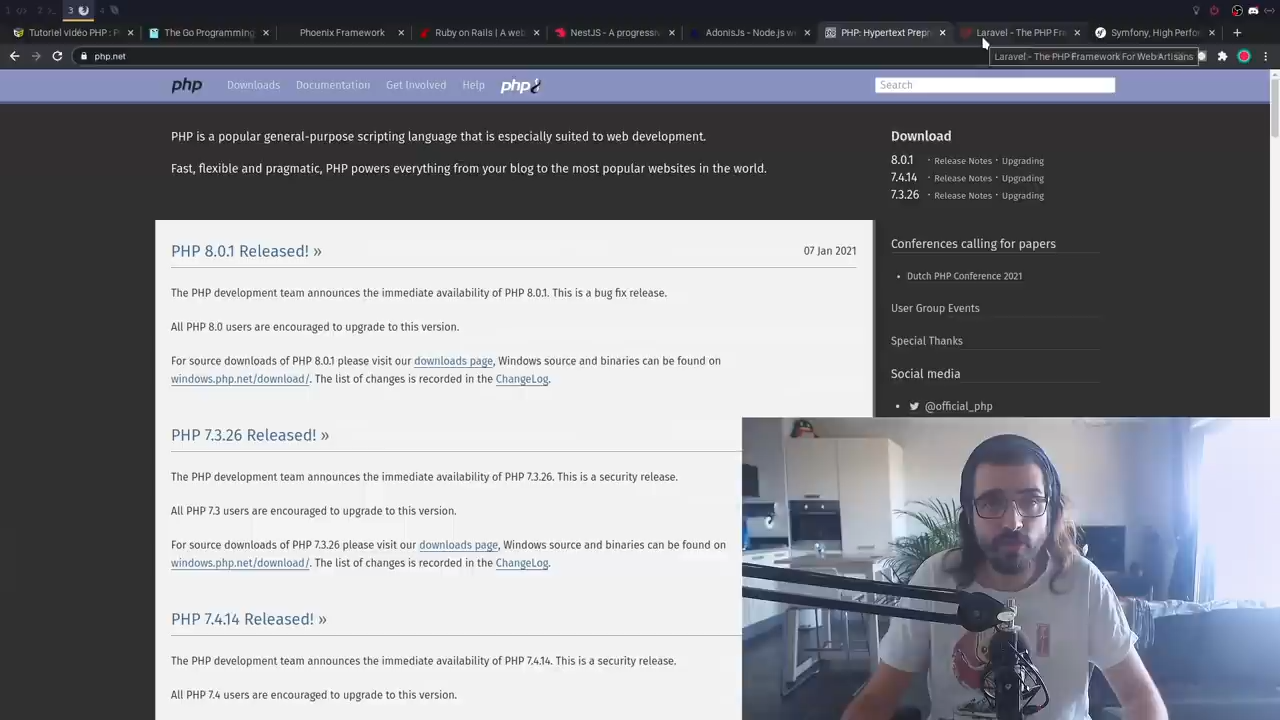 1
2
3
4
Tutoriel vidéo PHP : P
The Go Programming
Phoenix Framework
Ruby on Rails | A web
NestJS - A progressiv
AdonisJs - Node.js we
PHP: Hypertext Prepr
Laravel - The PHP Fra
Symfony, High Perfo
php.net
Laravel - The PHP Framework For Web Artisans
php
Downloads
Documentation
Get Involved
Help
php8
Search
PHP is a popular general-purpose scripting language that is especially suited to web development.
Fast, flexible and pragmatic, PHP powers everything from your blog to the most popular websites in the world.
PHP 8.0.1 Released! »
07 Jan 2021
The PHP development team announces the immediate availability of PHP 8.0.1. This is a bug fix release.
All PHP 8.0 users are encouraged to upgrade to this version.
For source downloads of PHP 8.0.1 please visit our downloads page, Windows source and binaries can be found on
windows.php.net/download/. The list of changes is recorded in the ChangeLog.
PHP 7.3.26 Released! »
The PHP development team announces the immediate availability of PHP 7.3.26. This is a security release.
All PHP 7.3 users are encouraged to upgrade to this version.
For source downloads of PHP 7.3.26 please visit our downloads page, Windows source and binaries can be found on
windows.php.net/download/. The list of changes is recorded in the ChangeLog.
PHP 7.4.14 Released! »
The PHP development team announces the immediate availability of PHP 7.4.14. This is a security release.
All PHP 7.4 users are encouraged to upgrade to this version.
Download
8.0.1 · Release Notes · Upgrading
7.4.14 · Release Notes · Upgrading
7.3.26 · Release Notes · Upgrading
Conferences calling for papers
Dutch PHP Conference 2021
User Group Events
Special Thanks
Social media
@official_php